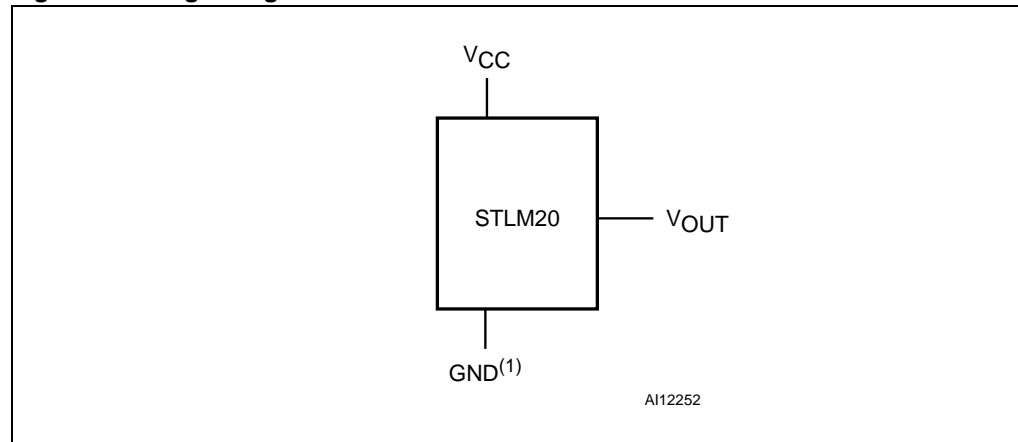 VCC
STLM20
VOUT
GND(1)
AI12252